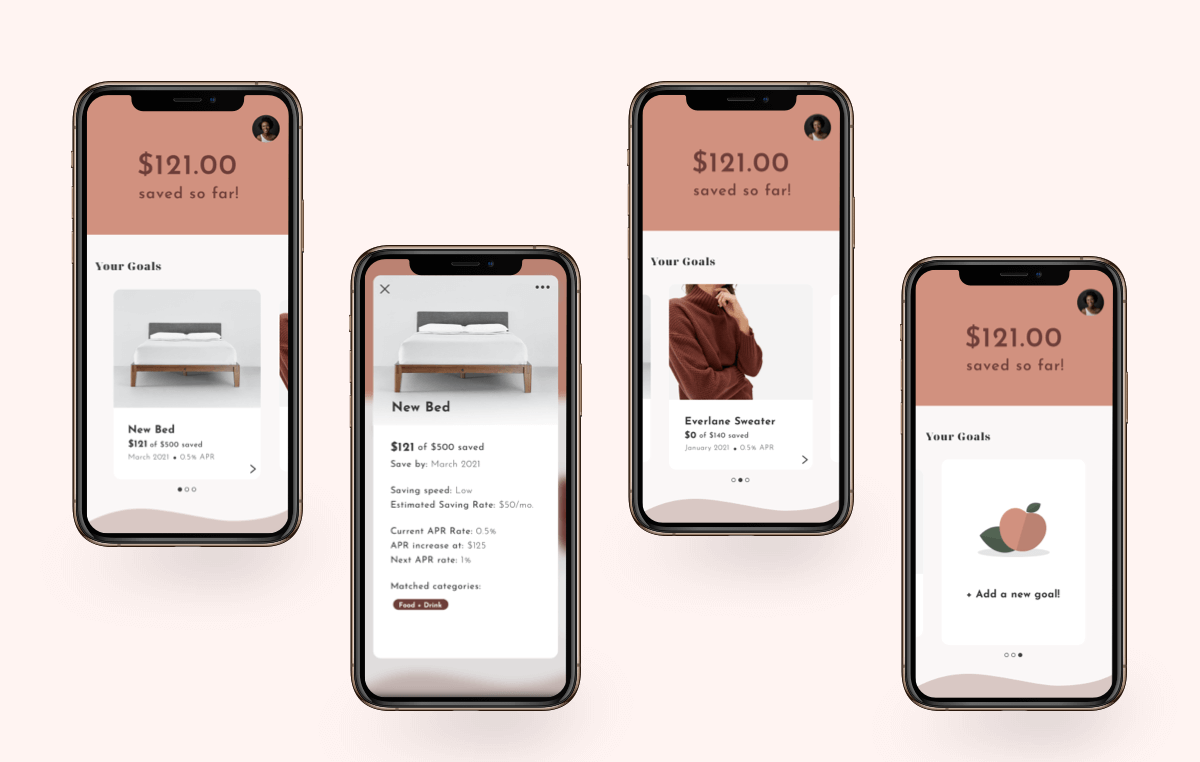 $121.00
saved so far!
Your Goals
New Bed
$121 of $500 saved
March 2021 • 0.5% APR
New Bed
$121 of $500 saved
Save by: March 2021
Saving speed: Low
Estimated Saving Rate: $50/mo.
Current APR Rate: 0.5%
APR increase at: $125
Next APR rate: 1%
Matched categories:
Food + Drink
$121.00
saved so far!
Your Goals
Everlane Sweater
$0 of $140 saved
January 2021 • 0.5% APR
$121.00
saved so far!
Your Goals
+ Add a new goal!